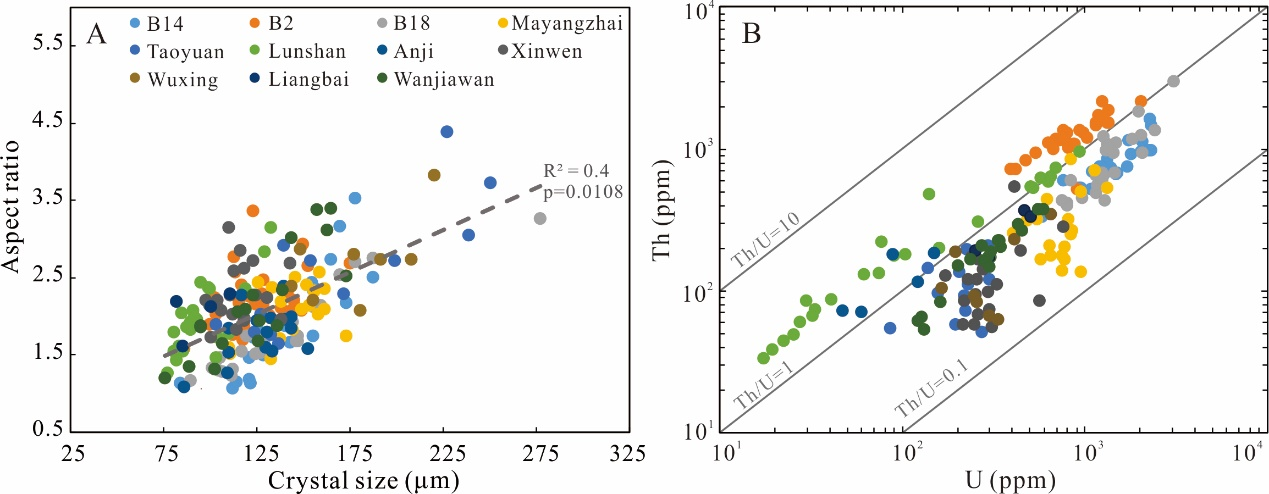 A
B14 B2 B18 Mayangzhai
Taoyuan Lunshan Anji Xinwen
Wuxing Liangbai Wanjiawan
5.5
4.5
3.5
2.5
1.5
0.5
Aspect ratio
R² = 0.4
p=0.0108
25 75 125 175 225 275 325
Crystal size (μm)
B
10⁴
10³
10²
10¹
Th (ppm)
Th/U=10
Th/U=1
Th/U=0.1
10¹ 10² 10³ 10⁴
U (ppm)